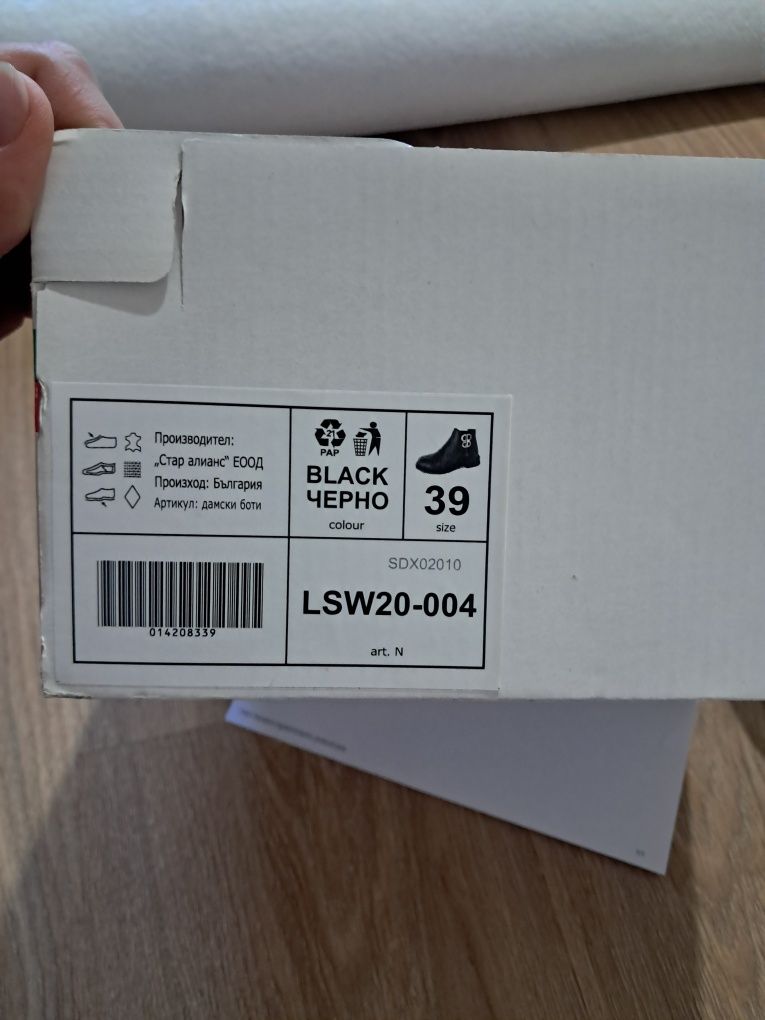 Производител:
„Стар алианс“ ЕООД
Произход: България
Артикул: дамски боти
21
PAP
BLACK
ЧЕРНО
colour
39
size
014208339
SDX02010
LSW20-004
art. N